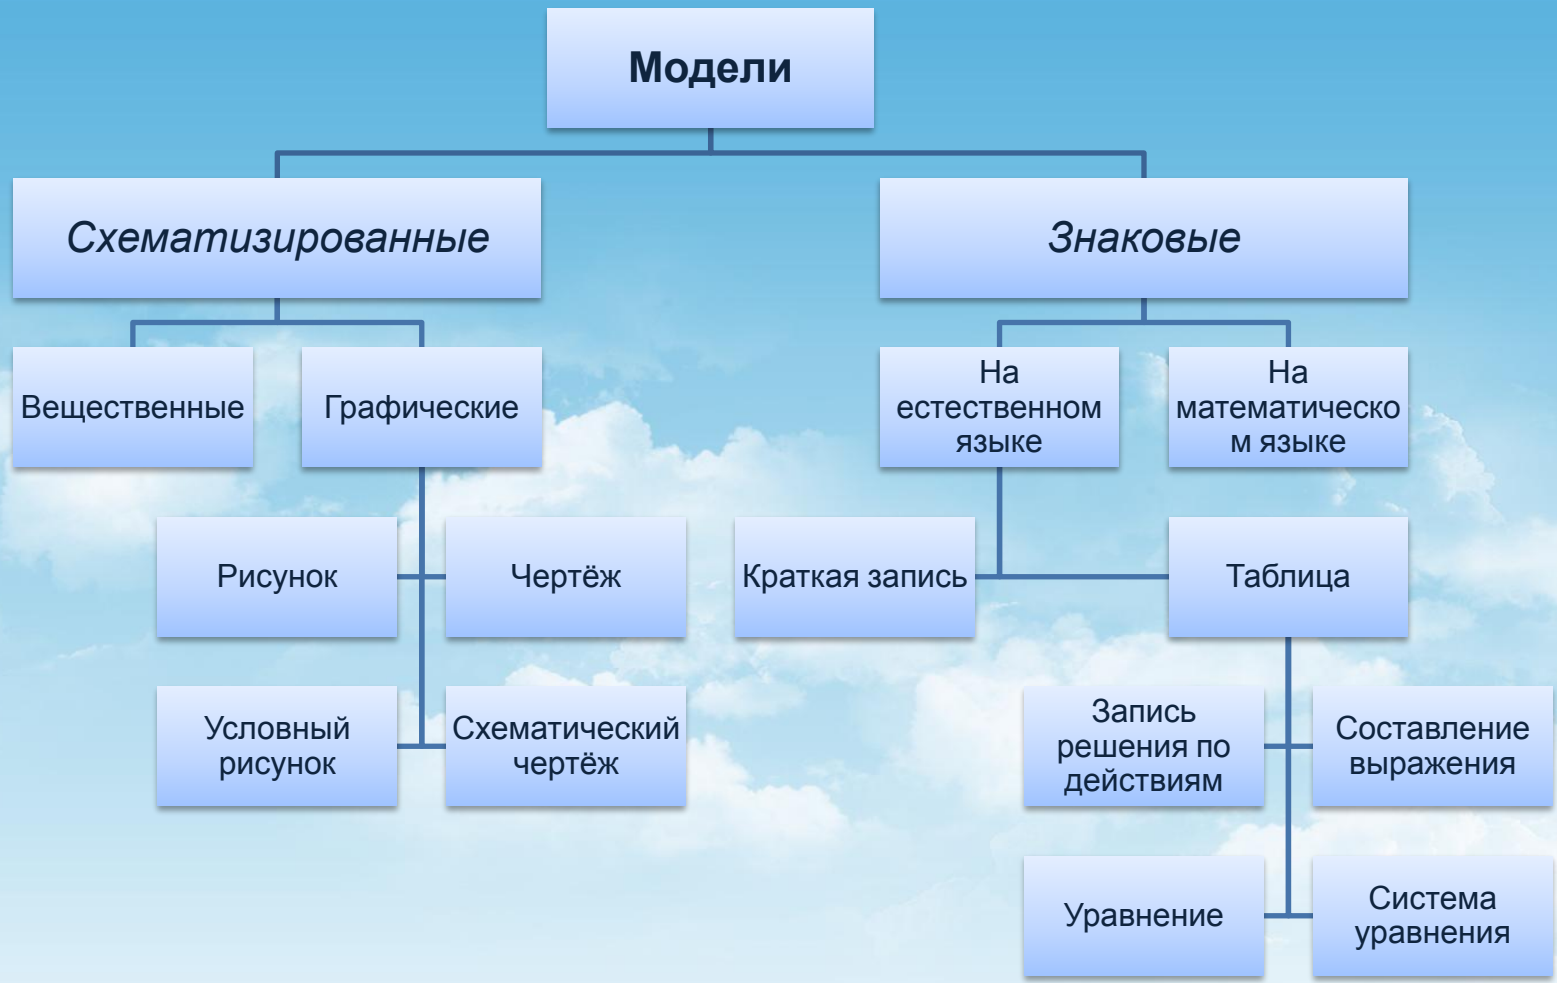 Модели
Схематизированные
Знаковые
Вещественные
Графические
На
естественном
языке
На
математическо
м языке
Рисунок
Чертёж
Краткая запись
Таблица
Условный
рисунок
Схематический
чертёж
Запись
решения по
действиям
Составление
выражения
Уравнение
Система
уравнения